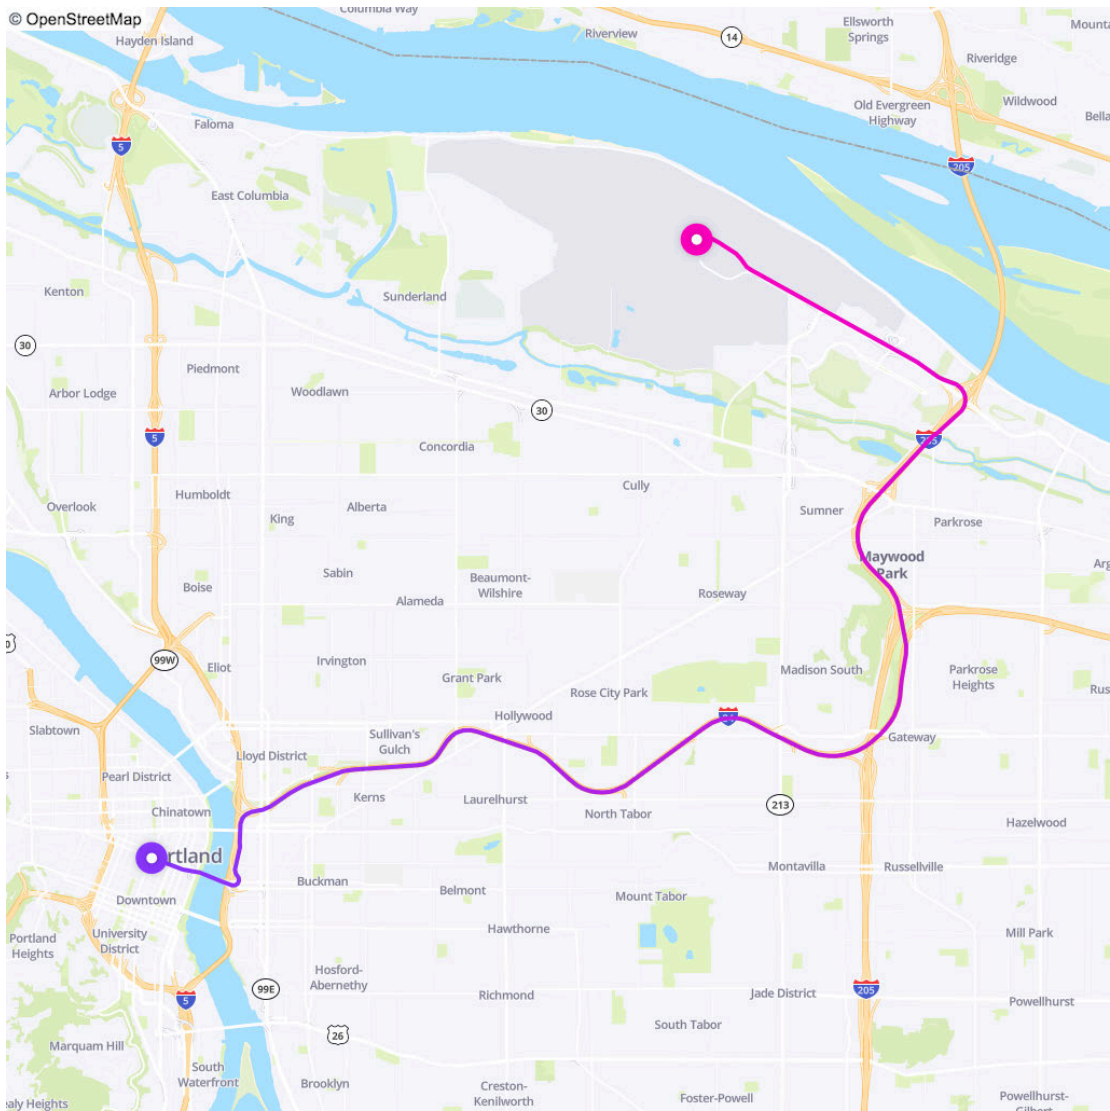 © OpenStreetMap
Columbia Way
Hayden Island
Riverview
14
Ellsworth
Springs
Riveridge
Wildwood
Old Evergreen
Highway
Faloma
5
205
East Columbia
Kenton
Sunderland
30
Piedmont
Arbor Lodge
Woodlawn
30
5
Concordia
Cully
Humboldt
Overlook
King
Alberta
Sumner
Parkrose
Maywood
Park
Sabin
Boise
Beaumont-
Wilshire
Alameda
Roseway
99W
Eliot
Irvington
Grant Park
Rose City Park
Madison South
Parkrose
Heights
Slabtown
Hollywood
Sullivan's
Gulch
Lloyd District
Gateway
Pearl District
Kerns
Laurelhurst
North Tabor
213
Chinatown
Hazelwood
Buckman
Belmont
Montavilla
Russellville
Mount Tabor
Downtown
University
District
Portland
Heights
Hawthorne
Mill Park
Hosford-
Abernethy
99E
5
Richmond
Jade District
205
Powellhurst
South Tabor
26
Marquam Hill
South
Waterfront
Brooklyn
Creston-
Kenilworth
Foster-Powell
Powellhurst-